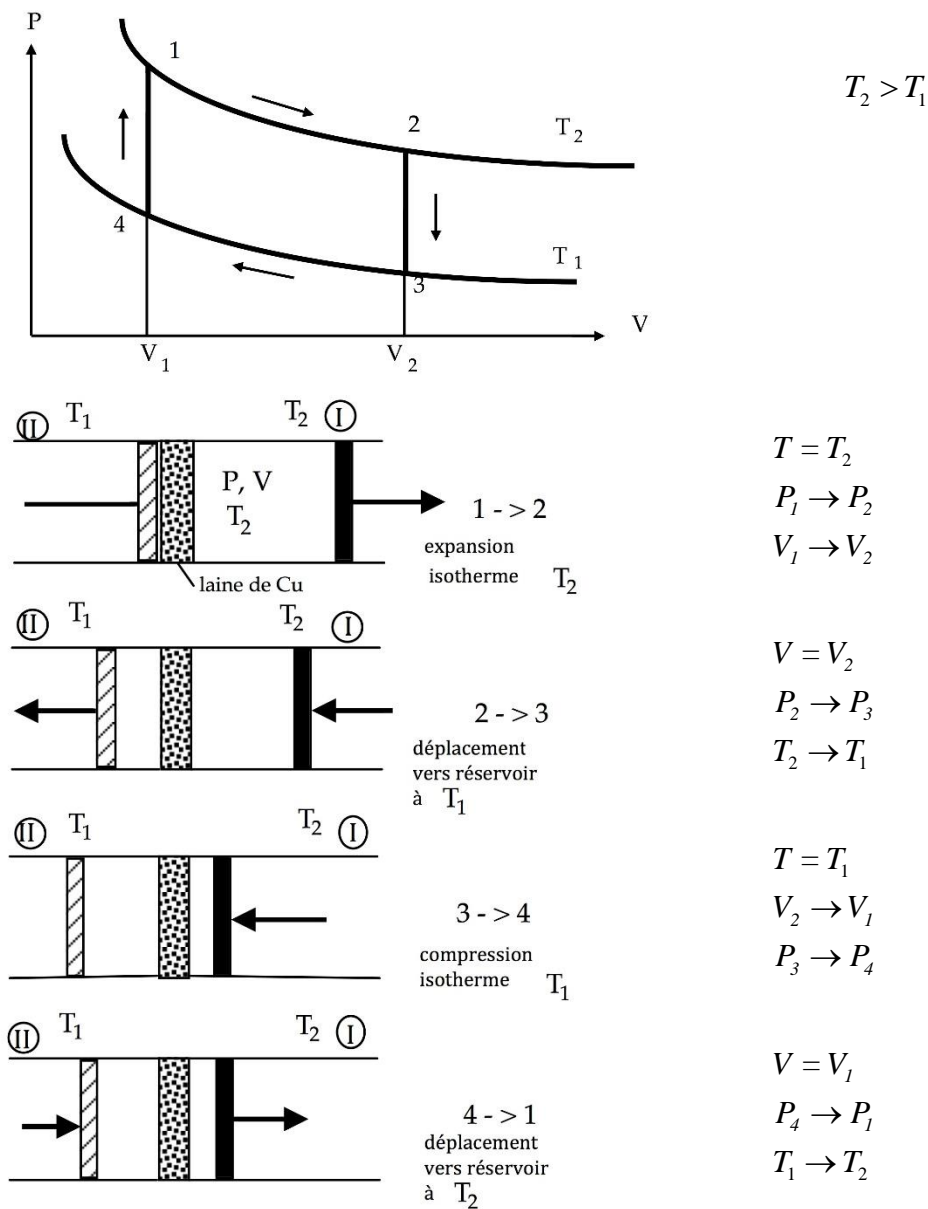 P
1
T₂ > T₁
2
T₂
4
T₁
3
V
V₁
V₂
II T₁ T₂ I
P, V
T₂
1 - > 2
expansion
isotherme T₂
laine de Cu
T = T₂
P₁ → P₂
V₁ → V₂
II T₁ T₂ I
2 - > 3
déplacement
vers réservoir
à T₁
V = V₂
P₂ → P₃
T₂ → T₁
II T₁ T₂ I
3 - > 4
compression
isotherme T₁
T = T₁
V₂ → V₁
P₃ → P₄
II T₁ T₂ I
4 - > 1
déplacement
vers réservoir
à T₂
V = V₁
P₄ → P₁
T₁ → T₂